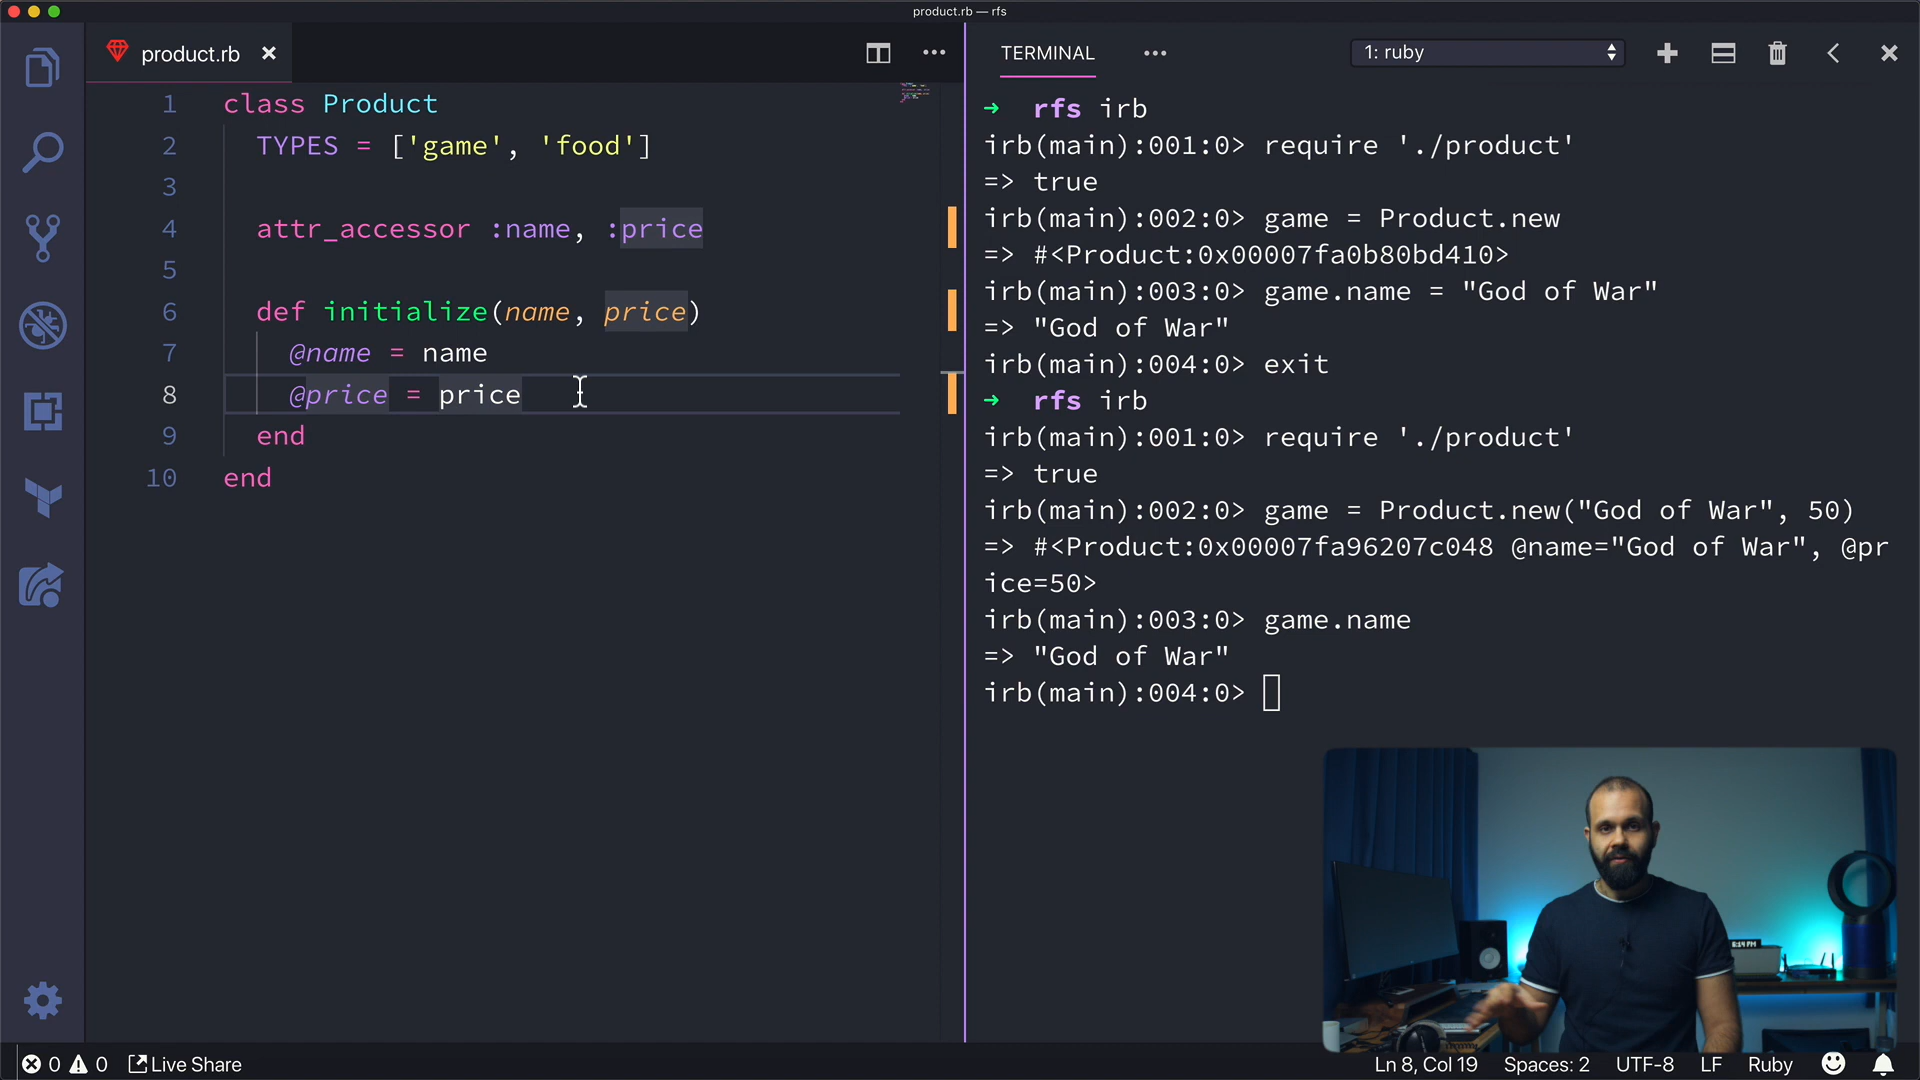 product.rb — rfs
product.rb
1 class Product
2 TYPES = ['game', 'food']
3
4 attr_accessor :name, :price
5
6 def initialize(name, price)
7 @name = name
8 @price = price
9 end
10 end
TERMINAL
1: ruby
➜ rfs irb
irb(main):001:0> require './product'
=> true
irb(main):002:0> game = Product.new
=> #<Product:0x00007fa0b80bd410>
irb(main):003:0> game.name = "God of War"
=> "God of War"
irb(main):004:0> exit
➜ rfs irb
irb(main):001:0> require './product'
=> true
irb(main):002:0> game = Product.new("God of War", 50)
=> #<Product:0x00007fa96207c048 @name="God of War", @pr
ice=50>
irb(main):003:0> game.name
=> "God of War"
irb(main):004:0>
6:14 PM
0 0 Live Share
Ln 8, Col 19 Spaces: 2 UTF-8 LF Ruby